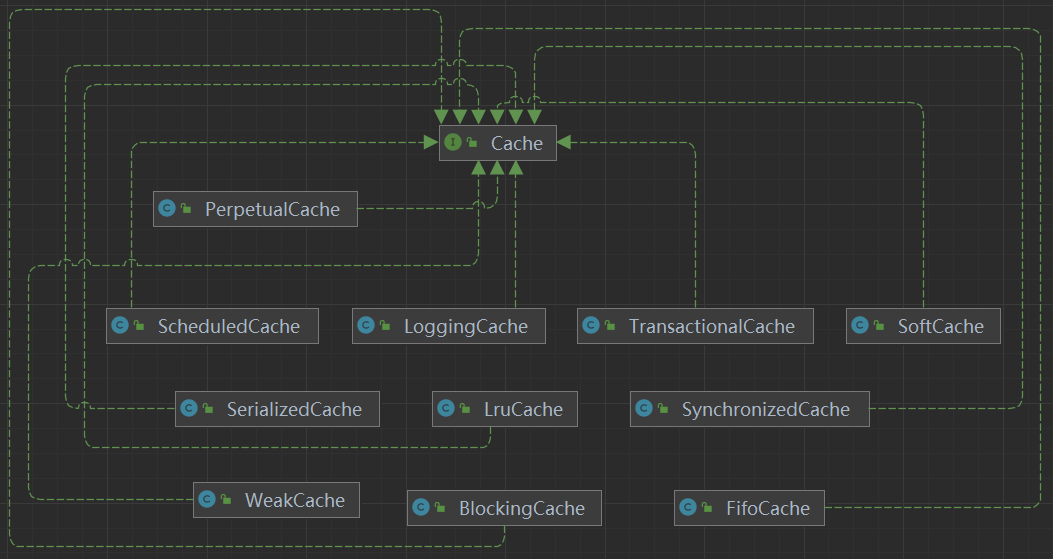 I Cache
C PerpetualCache
C ScheduledCache
C LoggingCache
C TransactionalCache
C SoftCache
C SerializedCache
C LruCache
C SynchronizedCache
C WeakCache
C BlockingCache
C FifoCache